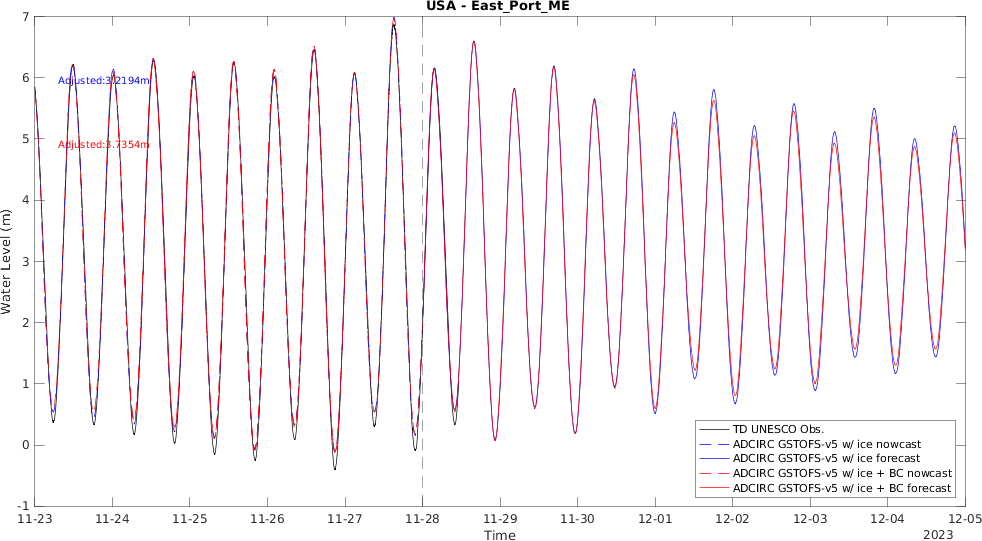 USA - East_Port_ME
7
6
5
4
3
2
1
0
-1
Water Level (m)
Adjusted:3.2194m
Adjusted:3.7354m
TD UNESCO Obs.
ADCIRC GSTOFS-v5 w/ ice nowcast
ADCIRC GSTOFS-v5 w/ ice forecast
ADCIRC GSTOFS-v5 w/ ice + BC nowcast
ADCIRC GSTOFS-v5 w/ ice + BC forecast
11-23 11-24 11-25 11-26 11-27 11-28 11-29 11-30 12-01 12-02 12-03 12-04 12-05
Time
2023